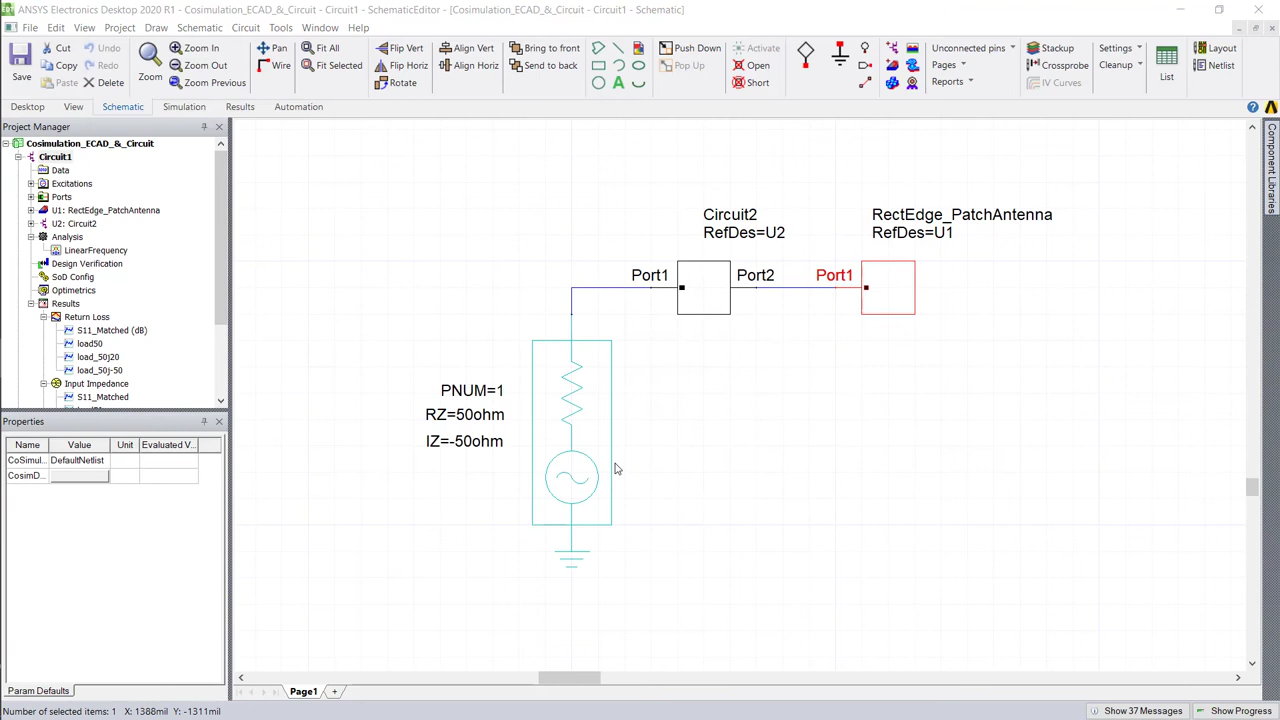 ANSYS Electronics Desktop 2020 R1 - [Cosimulation_ECAD_&_Circuit - Circuit1 - SchematicEditor] - [Cosimulation_ECAD_&_Circuit - Circuit1 - Schematic]
File Edit View Project Draw Schematic Circuit Tools Window Help
Save
Cut
Copy
Paste
Undo
Redo
Delete
Zoom
Zoom In
Zoom Out
Zoom Previous
Pan
Wire
Fit All
Fit Selected
Flip Vert
Flip Horiz
Rotate
Align Vert
Align Horiz
Bring to front
Send to back
Push Down
Pop Up
Activate
Open
Short
Unconnected pins
Pages
Reports
Stackup
Crossprobe
IV Curves
Settings
Cleanup
List
Layout
Netlist
Desktop View Schematic Simulation Results Automation
Project Manager
Cosimulation_ECAD_&_Circuit
Circuit1
Data
Excitations
Ports
U1: RectEdge_PatchAntenna
U2: Circuit2
Analysis
LinearFrequency
Design Verification
SoD Config
Optimetrics
Results
Return Loss
S11_Matched (dB)
load50
load_50j20
load_50j-50
Input Impedance
S11_Matched
Properties
Name Value Unit Evaluated V...
CoSimul... DefaultNetlist
CosimD...
Param Defaults
Circuit2
RefDes=U2
RectEdge_PatchAntenna
RefDes=U1
Port1
Port2
Port1
PNUM=1
RZ=50ohm
IZ=-50ohm
Component Libraries
Page1
Number of selected items: 1 X: 1388mil Y: -1311mil
Show 37 Messages
Show Progress